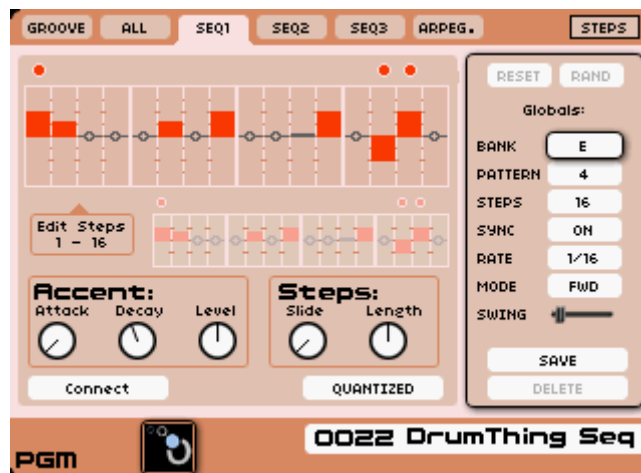 GROOVE ALL SEQ1 SEQ2 SEQ3 ARPEG. STEPS
RESET RAND
Globals:
BANK E
PATTERN 4
STEPS 16
SYNC ON
RATE 1/16
MODE FWD
SWING
SAVE
DELETE
Edit Steps
1 - 16
Accent:
Attack Decay Level
Steps:
Slide Length
Connect
QUANTIZED
PGM
0022 DrumThing Seq